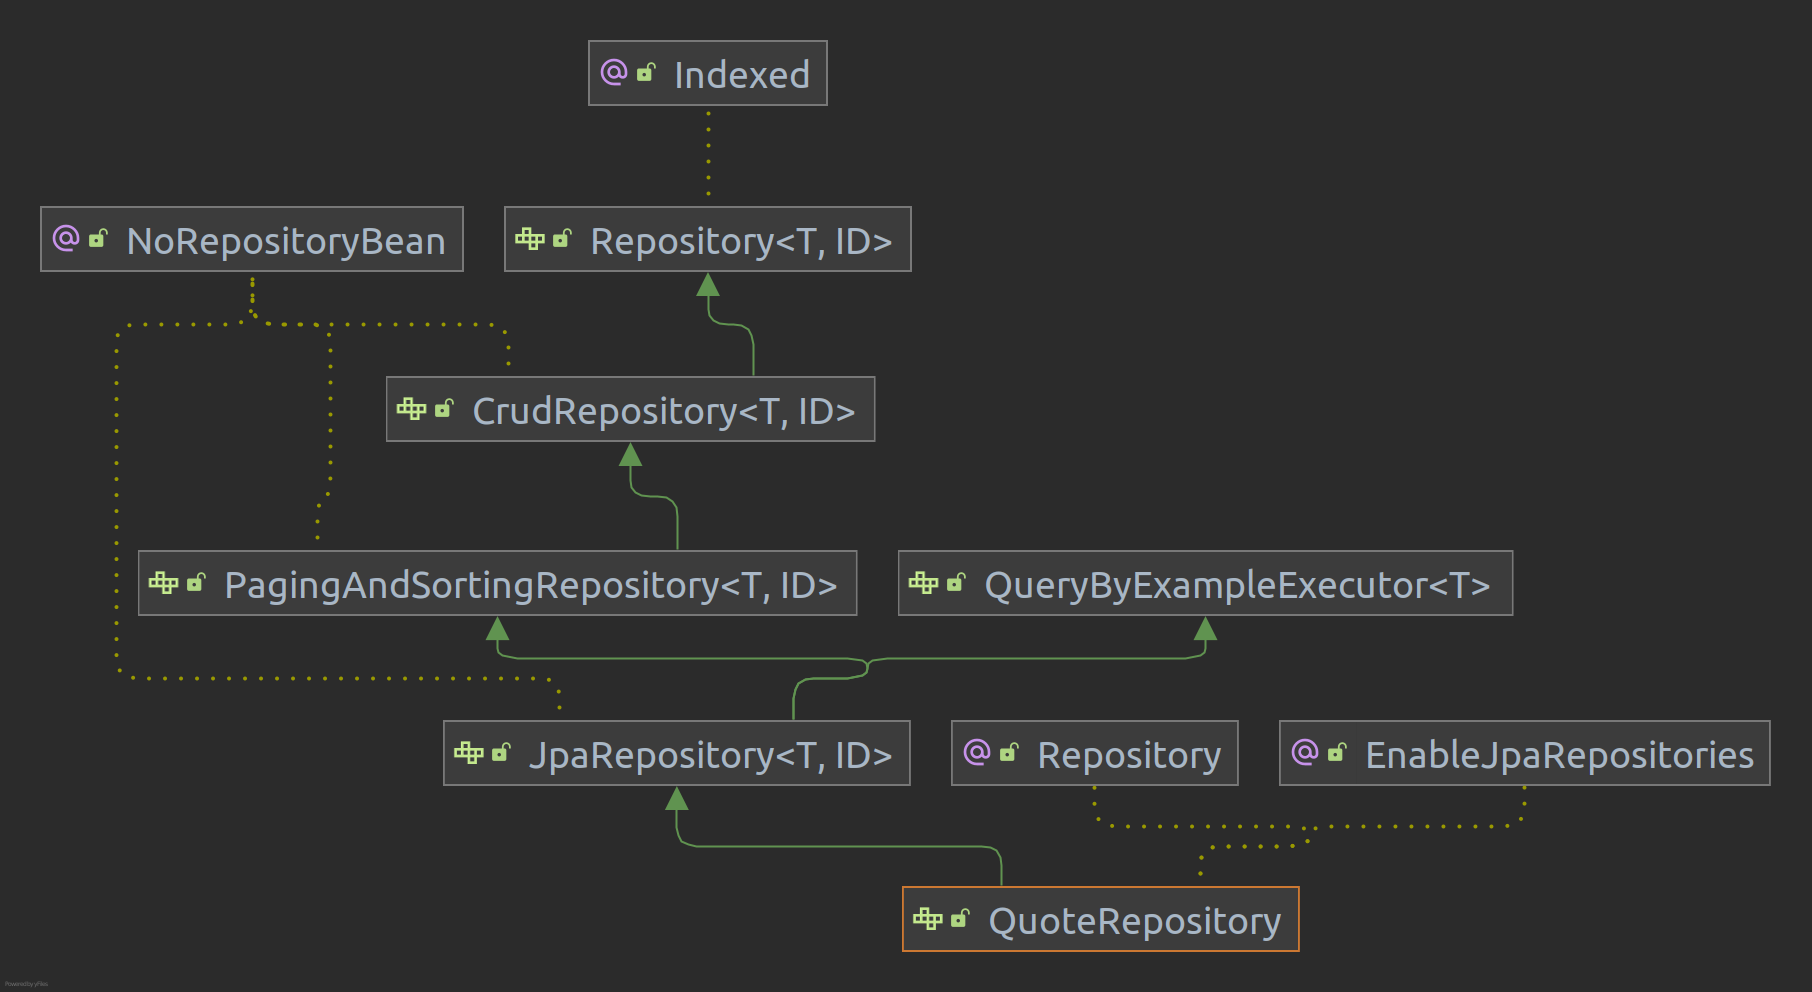 Indexed
NoRepositoryBean
Repository<T, ID>
CrudRepository<T, ID>
PagingAndSortingRepository<T, ID>
QueryByExampleExecutor<T>
JpaRepository<T, ID>
Repository
EnableJpaRepositories
QuoteRepository
Powered by yFiles